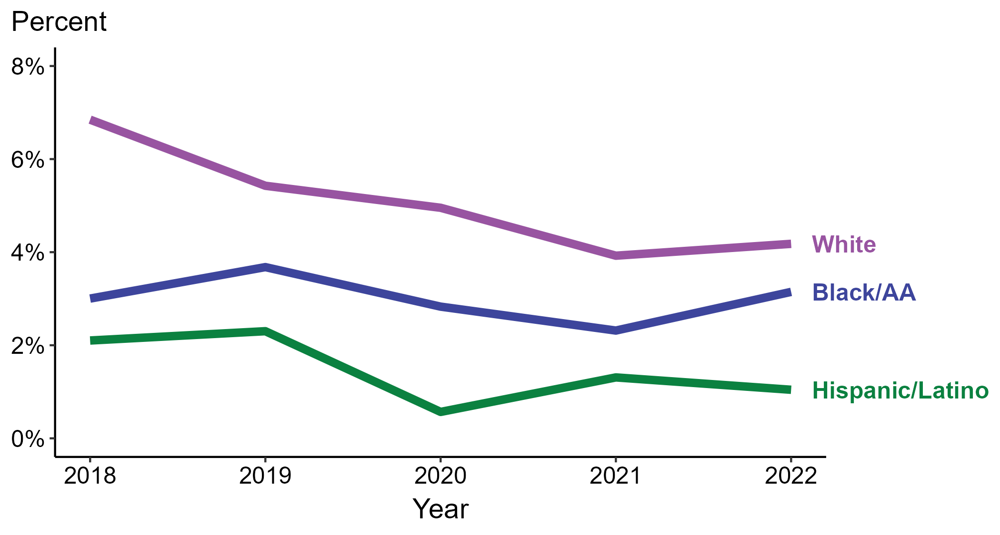 Percent
8%
6%
4%
2%
0%
White
Black/AA
Hispanic/Latino
2018 2019 2020 2021 2022
Year